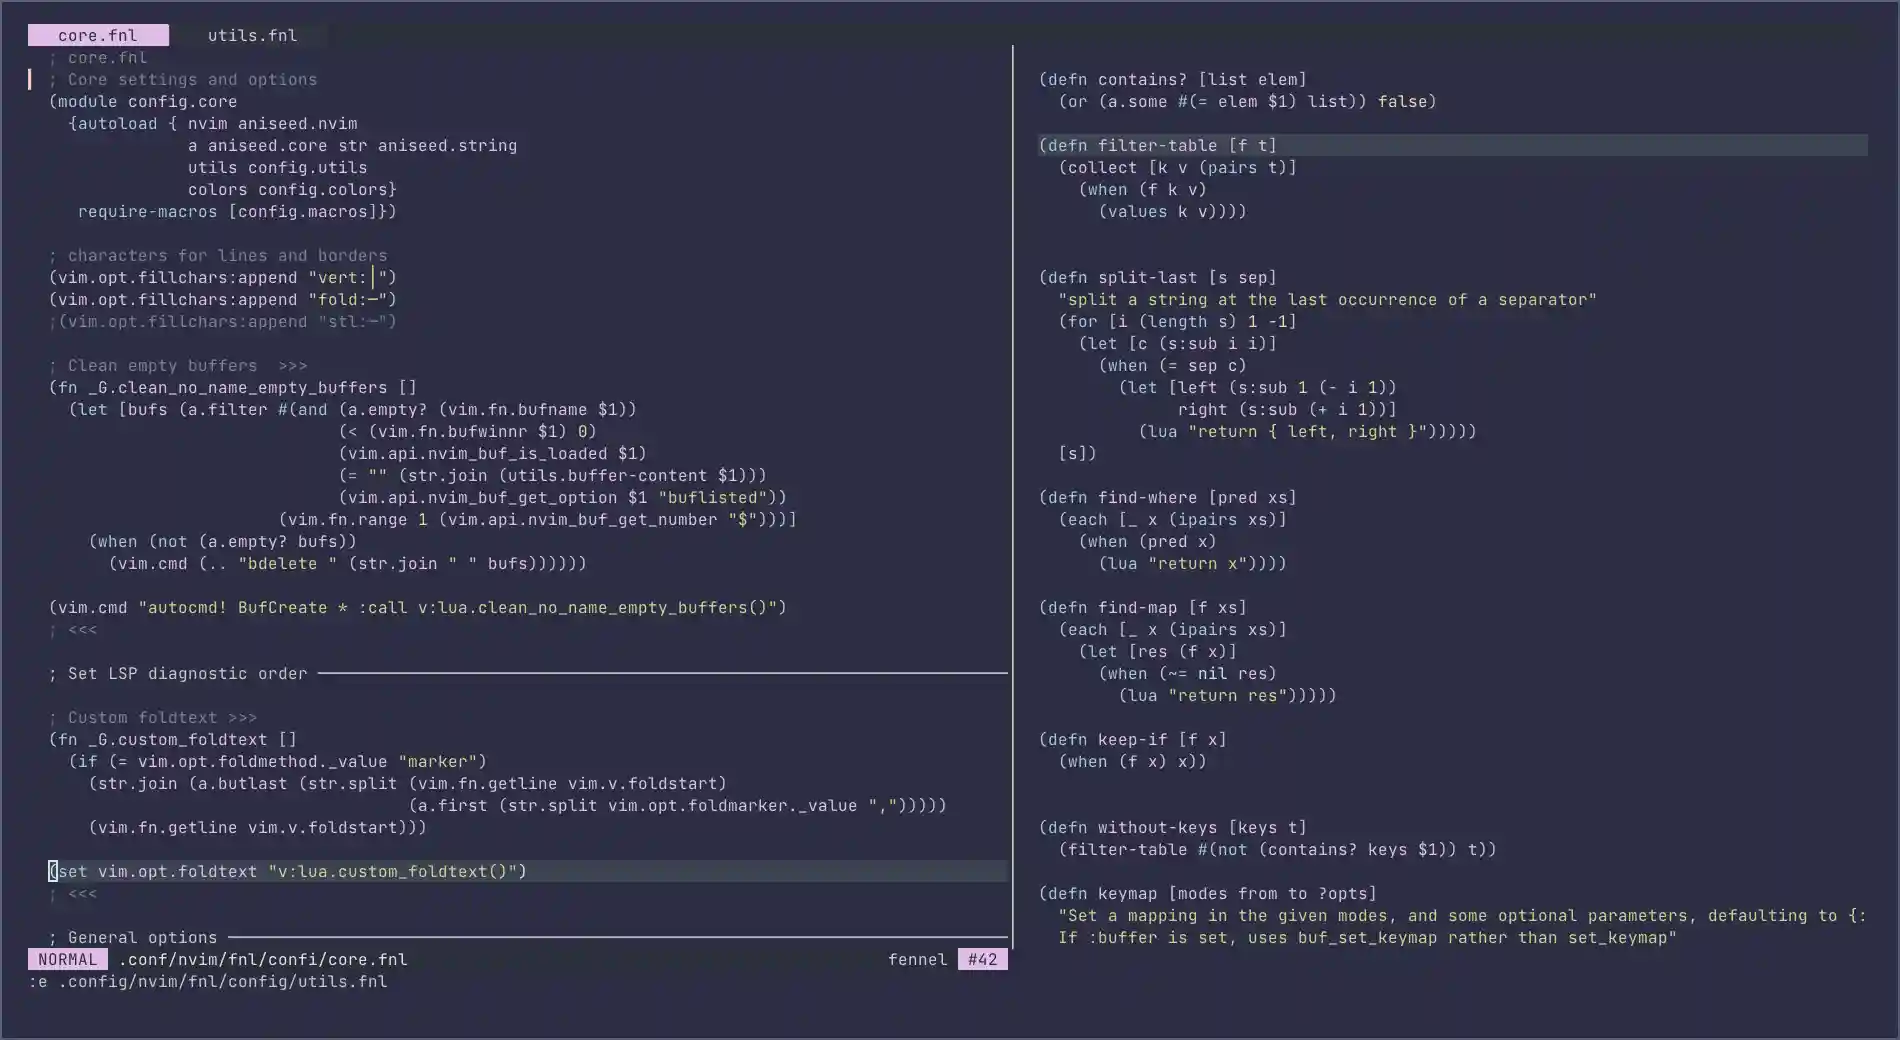 core.fnl utils.fnl
; core.fnl
; Core settings and options
(module config.core
  {autoload { nvim aniseed.nvim
              a aniseed.core str aniseed.string
              utils config.utils
              colors config.colors}
   require-macros [config.macros]})

; characters for lines and borders
(vim.opt.fillchars:append "vert:│")
(vim.opt.fillchars:append "fold:─")
;(vim.opt.fillchars:append "stl:─")

; Clean empty buffers  >>>
(fn _G.clean_no_name_empty_buffers []
  (let [bufs (a.filter #(and (a.empty? (vim.fn.bufname $1))
                             (< (vim.fn.bufwinnr $1) 0)
                             (vim.api.nvim_buf_is_loaded $1)
                             (= "" (str.join (utils.buffer-content $1)))
                             (vim.api.nvim_buf_get_option $1 "buflisted"))
                       (vim.fn.range 1 (vim.api.nvim_buf_get_number "$")))]
    (when (not (a.empty? bufs))
      (vim.cmd (.. "bdelete " (str.join " " bufs))))))

(vim.cmd "autocmd! BufCreate * :call v:lua.clean_no_name_empty_buffers()")
; <<<

; Set LSP diagnostic order

; Custom foldtext >>>
(fn _G.custom_foldtext []
  (if (= vim.opt.foldmethod._value "marker")
    (str.join (a.butlast (str.split (vim.fn.getline vim.v.foldstart)
                                    (a.first (str.split vim.opt.foldmarker._value ",")))))
    (vim.fn.getline vim.v.foldstart)))

(set vim.opt.foldtext "v:lua.custom_foldtext()")
; <<<

; General options
NORMAL .conf/nvim/fnl/confi/core.fnl fennel #42
:e .config/nvim/fnl/config/utils.fnl

(defn contains? [list elem]
  (or (a.some #(= elem $1) list)) false)

(defn filter-table [f t]
  (collect [k v (pairs t)]
    (when (f k v)
      (values k v))))

(defn split-last [s sep]
  "split a string at the last occurrence of a separator"
  (for [i (length s) 1 -1]
    (let [c (s:sub i i)]
      (when (= sep c)
        (let [left (s:sub 1 (- i 1))
              right (s:sub (+ i 1))]
          (lua "return { left, right }")))))
  [s])

(defn find-where [pred xs]
  (each [_ x (ipairs xs)]
    (when (pred x)
      (lua "return x"))))

(defn find-map [f xs]
  (each [_ x (ipairs xs)]
    (let [res (f x)]
      (when (~= nil res)
        (lua "return res")))))

(defn keep-if [f x]
  (when (f x) x))

(defn without-keys [keys t]
  (filter-table #(not (contains? keys $1)) t))

(defn keymap [modes from to ?opts]
  "Set a mapping in the given modes, and some optional parameters, defaulting to {:
  If :buffer is set, uses buf_set_keymap rather than set_keymap"